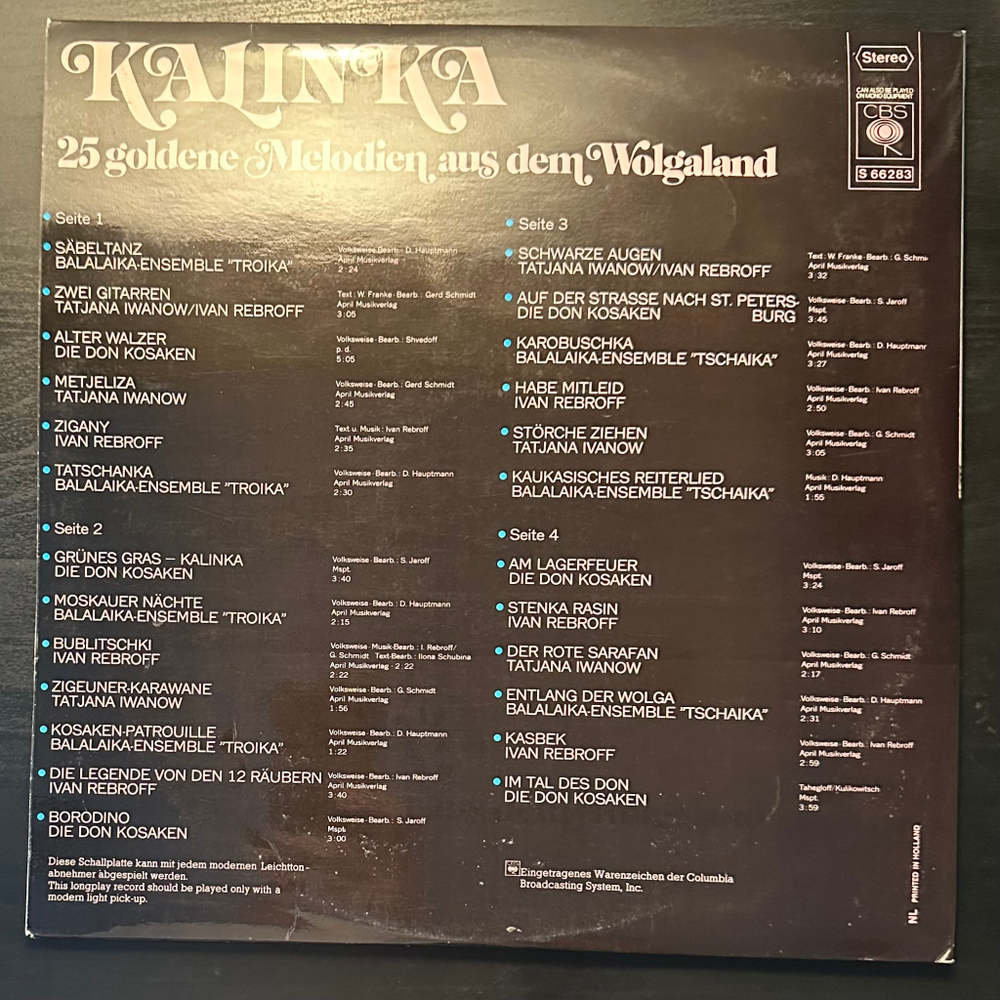 KALINKA
25 goldene Melodien aus dem Wolgaland
Stereo
CAN ALSO BE PLAYED
ON MONO EQUIPMENT
CBS
S 66283
Seite 1
SÄBELTANZ
BALALAIKA-ENSEMBLE "TROIKA"
Volksweise-Bearb.: D. Hauptmann
April Musikverlag
2:24
ZWEI GITARREN
TATJANA IWANOW/IVAN REBROFF
Text: W. Franke-Bearb.: Gerd Schmidt
April Musikverlag
3:05
ALTER WALZER
DIE DON KOSAKEN
Volksweise-Bearb.: Shvedoff
p. d.
5:05
METJELIZA
TATJANA IWANOW
Volksweise-Bearb.: Gerd Schmidt
April Musikverlag
2:45
ZIGANY
IVAN REBROFF
Text u. Musik: Ivan Rebroff
April Musikverlag
2:35
TATSCHANKA
BALALAIKA-ENSEMBLE "TROIKA"
Volksweise-Bearb.: D. Hauptmann
April Musikverlag
2:30
Seite 2
GRÜNES GRAS – KALINKA
DIE DON KOSAKEN
Volksweise-Bearb.: S. Jaroff
Mspt.
3:40
MOSKAUER NÄCHTE
BALALAIKA-ENSEMBLE "TROIKA"
Volksweise-Bearb.: D. Hauptmann
April Musikverlag
2:15
BUBLITSCHKI
IVAN REBROFF
Volksweise-Musik-Bearb.: I. Rebroff/
G. Schmidt Text-Bearb.: Ilona Schubina
April Musikverlag - 2:22
2:22
ZIGEUNER-KARAWANE
TATJANA IWANOW
Volksweise-Bearb.: G. Schmidt
April Musikverlag
1:56
KOSAKEN-PATROUILLE
BALALAIKA-ENSEMBLE "TROIKA"
Volksweise-Bearb.: D. Hauptmann
April Musikverlag
1:22
DIE LEGENDE VON DEN 12 RÄUBERN
IVAN REBROFF
Volksweise-Bearb.: Ivan Rebroff
April Musikverlag
3:40
BORODINO
DIE DON KOSAKEN
Volksweise-Bearb.: S. Jaroff
Mspt.
3:00
Diese Schallplatte kann mit jedem modernen Leichtton-
abnehmer abgespielt werden.
This longplay record should be played only with a
modern light pick-up.
Seite 3
SCHWARZE AUGEN
TATJANA IWANOW/IVAN REBROFF
Text: W. Franke-Bearb.: G. Schm
April Musikverlag
3:32
AUF DER STRASSE NACH ST. PETERS-
DIE DON KOSAKEN BURG
Volksweise-Bearb.: S. Jaroff
Mspt.
3:45
KAROBUSCHKA
BALALAIKA-ENSEMBLE "TSCHAIKA"
Volksweise-Bearb.: D. Hauptmann
April Musikverlag
3:27
HABE MITLEID
IVAN REBROFF
Volksweise-Bearb.: Ivan Rebroff
April Musikverlag
2:50
STÖRCHE ZIEHEN
TATJANA IVANOW
Volksweise-Bearb.: G. Schmidt
April Musikverlag
3:05
KAUKASISCHES REITERLIED
BALALAIKA-ENSEMBLE "TSCHAIKA"
Musik: D. Hauptmann
April Musikverlag
1:55
Seite 4
AM LAGERFEUER
DIE DON KOSAKEN
Volksweise-Bearb.: S. Jaroff
Mspt.
3:24
STENKA RASIN
IVAN REBROFF
Volksweise-Bearb.: Ivan Rebroff
April Musikverlag
3:10
DER ROTE SARAFAN
TATJANA IWANOW
Volksweise-Bearb.: G. Schmidt
April Musikverlag
2:17
ENTLANG DER WOLGA
BALALAIKA-ENSEMBLE "TSCHAIKA"
Volksweise-Bearb.: D. Hauptmann
April Musikverlag
2:31
KASBEK
IVAN REBROFF
Volksweise-Bearb.: Ivan Rebroff
April Musikverlag
2:59
IM TAL DES DON
DIE DON KOSAKEN
Tahegloff/Kulikowitsch
Mspt.
3:59
CBS
Eingetragenes Warenzeichen der Columbia
Broadcasting System, Inc.
NL PRINTED IN HOLLAND